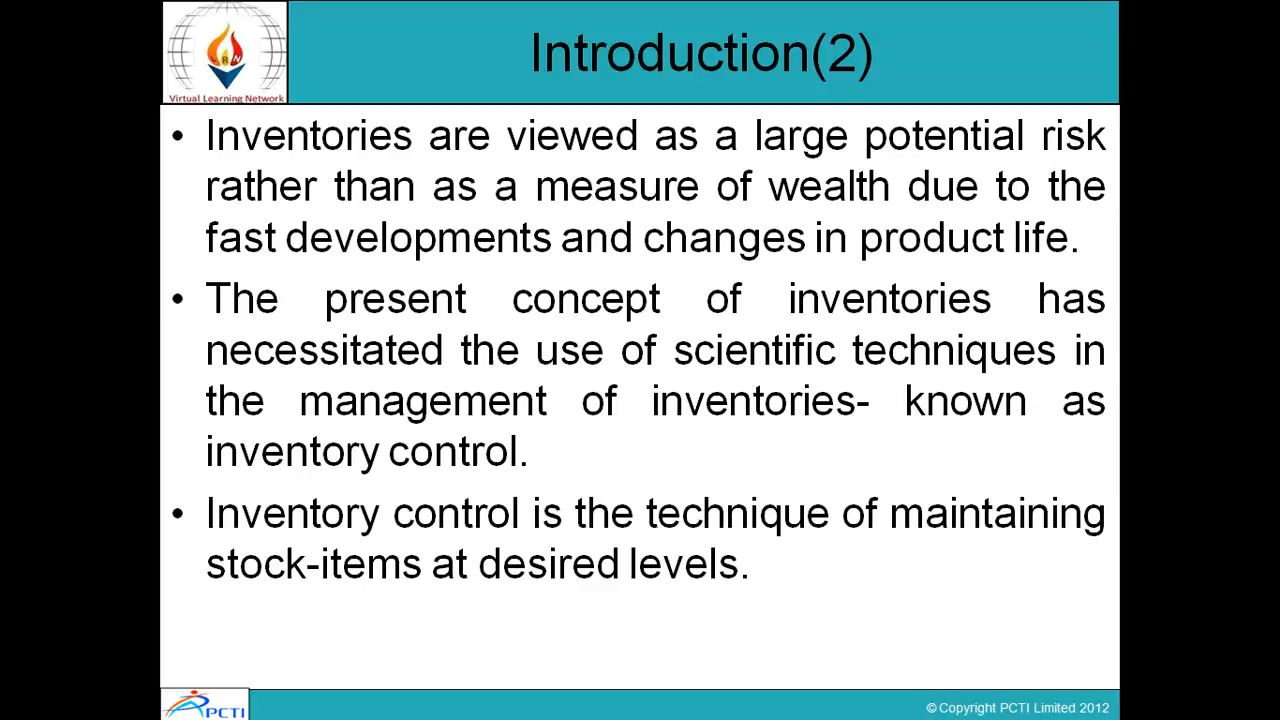 Introduction(2)
Virtual Learning Network
• Inventories are viewed as a large potential risk
rather than as a measure of wealth due to the
fast developments and changes in product life.
• The present concept of inventories has
necessitated the use of scientific techniques in
the management of inventories- known as
inventory control.
• Inventory control is the technique of maintaining
stock-items at desired levels.
PCTI
© Copyright PCTI Limited 2012